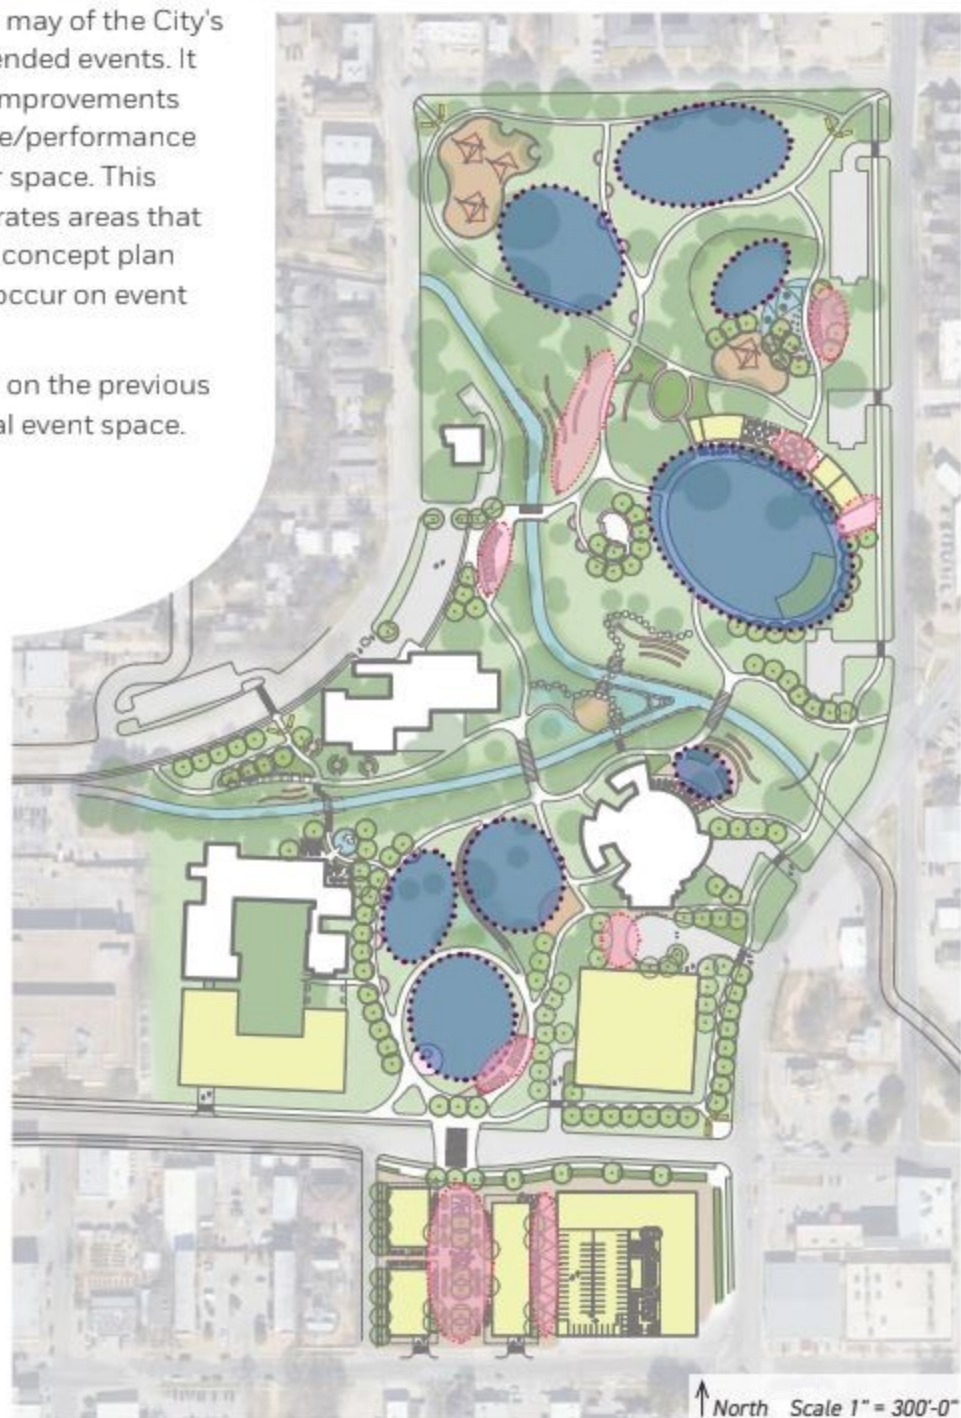 may of the City's
ended events. It
mprovements
e/performance
r space. This
rates areas that
concept plan
occur on event
on the previous
al event space.
North Scale 1" = 300'-0"